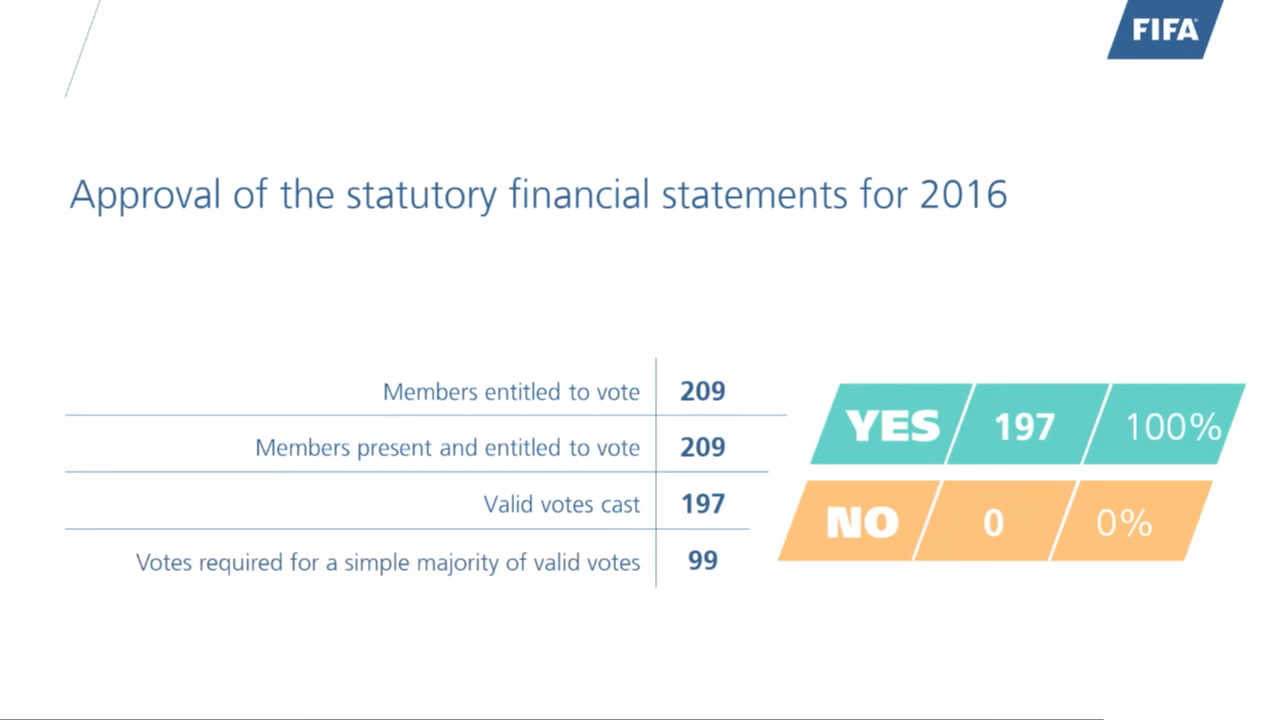 FIFA
Approval of the statutory financial statements for 2016
Members entitled to vote 209
Members present and entitled to vote 209
Valid votes cast 197
Votes required for a simple majority of valid votes 99
YES 197 100%
NO 0 0%